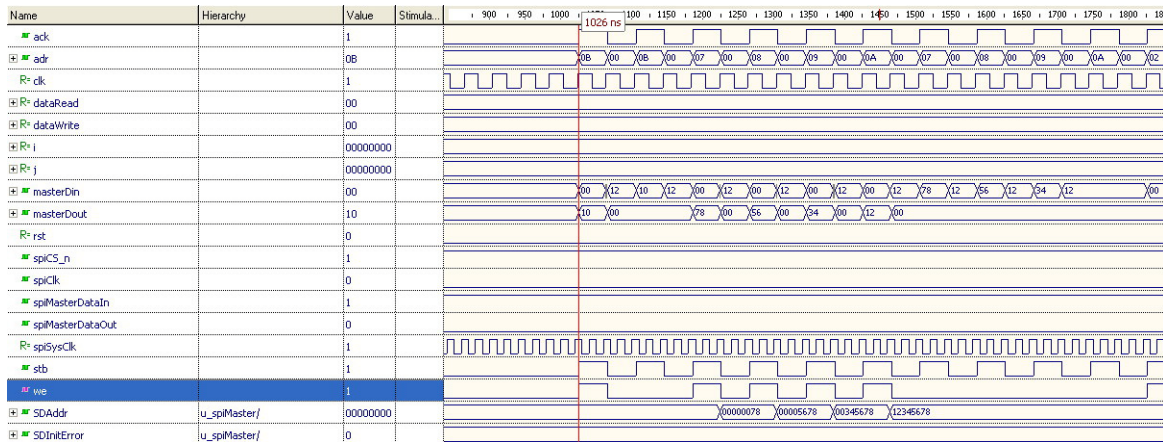 Name Hierarchy Value Stimula... 900 950 1000 1100 1150 1200 1250 1300 1350 1400 1450 1500 1550 1600 1650 1700 1750 1800
1026 ns
ack 1
adr 0B 0B 00 0B 00 07 00 08 00 09 00 0A 00 07 00 08 00 09 00 0A 00 02
clk 1
dataRead 00
dataWrite 00
i 00000000
j 00000000
masterDin 00 00 12 10 12 00 12 00 12 00 12 00 12 78 12 56 12 34 12 00
masterDout 10 10 00 78 00 56 00 34 00 12 00
rst 0
spiCS_n 1
spiClk 0
spiMasterDataIn 1
spiMasterDataOut 0
spiSysClk 1
stb 1
we 1
SDAddr u_spiMaster/ 00000000 00000078 00005678 00345678 12345678
SDInitError u_spiMaster/ 0